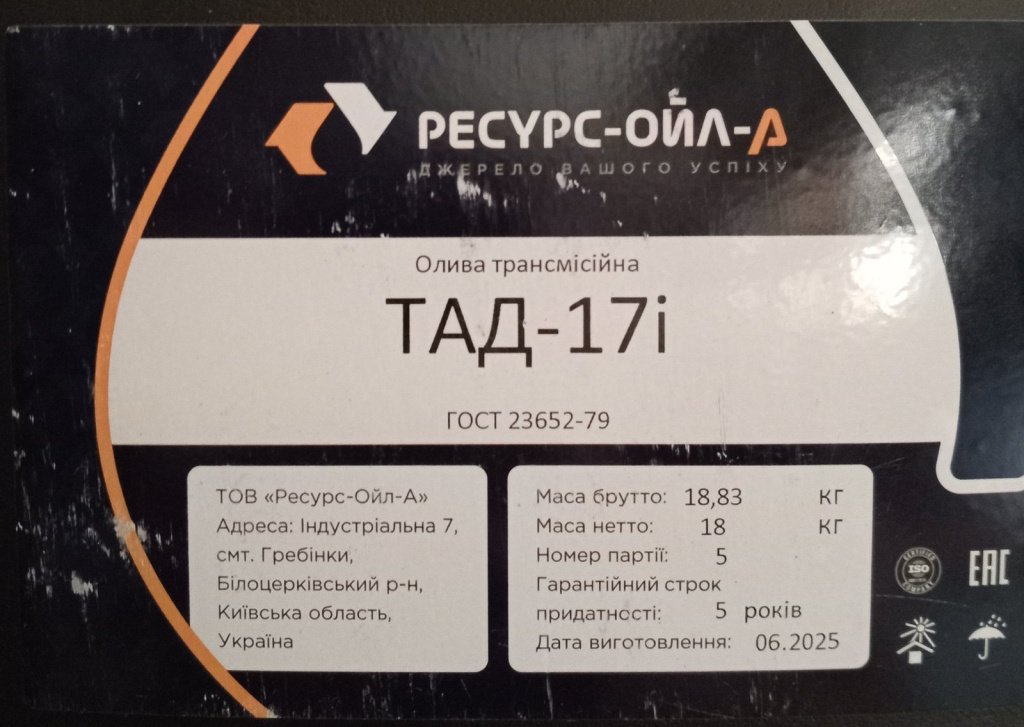 РЕСУРС-ОЙЛ-А
ДЖЕРЕЛО ВАШОГО УСПІХУ
Олива трансмісійна
ТАД-17і
ГОСТ 23652-79
ТОВ «Ресурс-Ойл-А»
Адреса: Індустріальна 7,
смт. Гребінки,
Білоцерківський р-н,
Київська область,
Україна
Маса брутто: 18,83 КГ
Маса нетто: 18 КГ
Номер партії: 5
Гарантійний строк
придатності: 5 років
Дата виготовлення: 06.2025
CERTIFIED
ISO
COMPANY
ЕАС